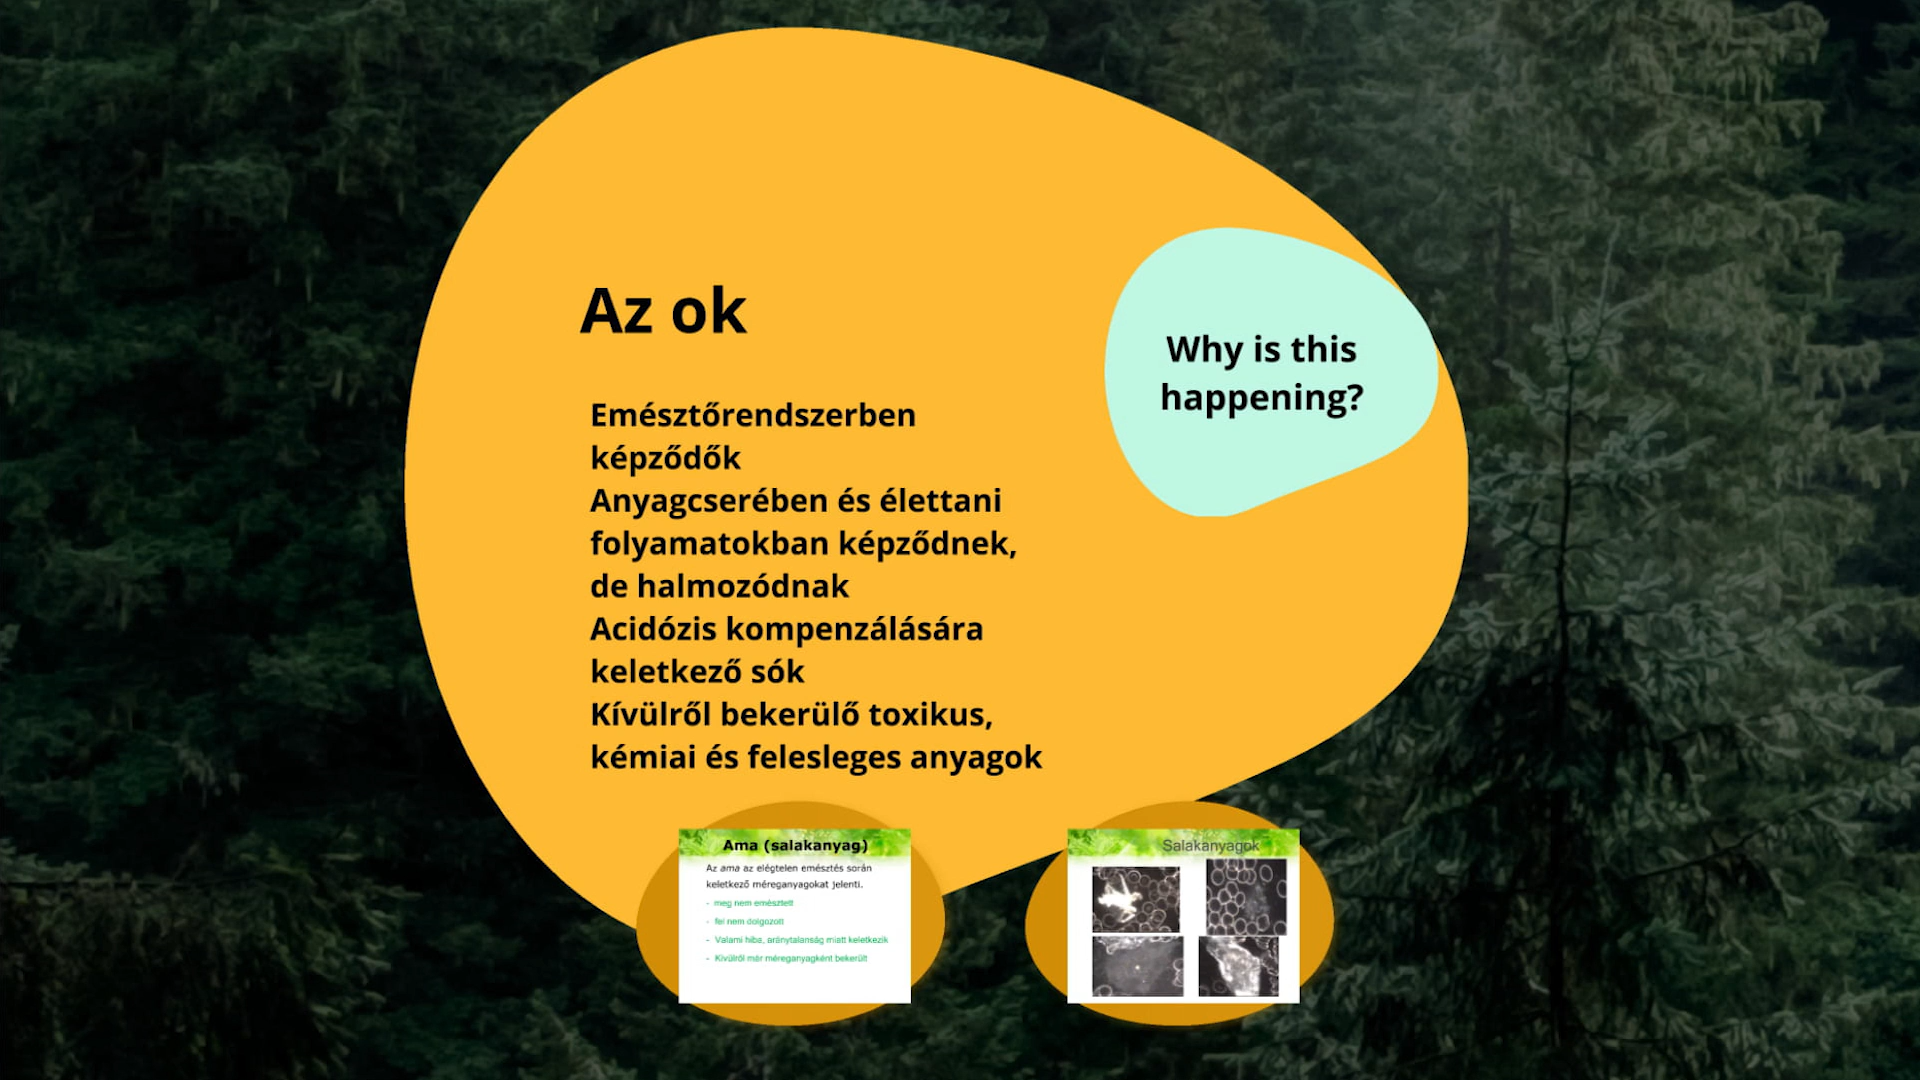 Az ok
Emésztőrendszerben
képződők
Anyagcserében és élettani
folyamatokban képződnek,
de halmozódnak
Acidózis kompenzálására
keletkező sók
Kívülről bekerülő toxikus,
kémiai és felesleges anyagok
Why is this
happening?
Ama (salakanyag)
Az ama az elégtelen emésztés során
keletkező méreganyagokat jelenti.
- meg nem emésztett
- fel nem dolgozott
- Valami hiba, aránytalanság miatt keletkezik
- Kívülről már méreganyagként bekerült
Salakanyagok